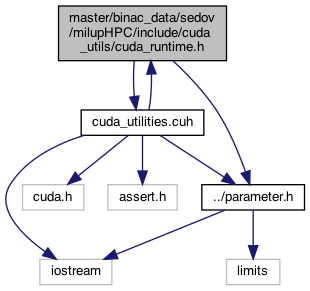 master/binac_data/sedov
/milupHPC/include/cuda
_utils/cuda_runtime.h
cuda_utilities.cuh
cuda.h
assert.h
../parameter.h
iostream
limits